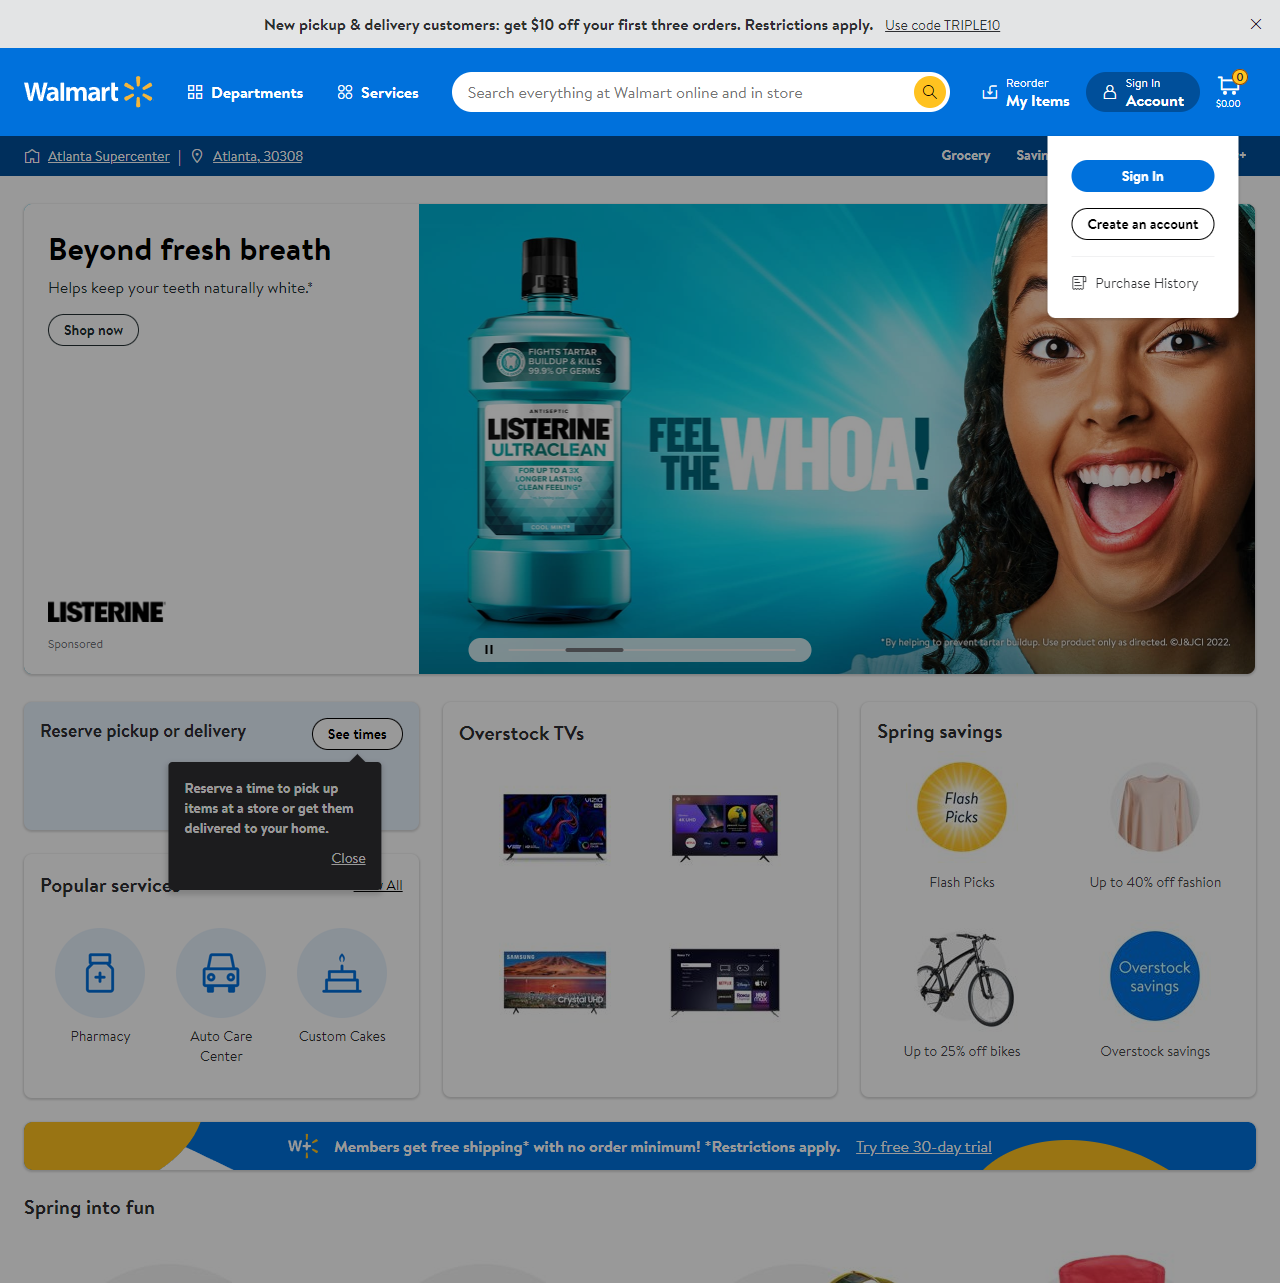 New pickup & delivery customers: get $10 off your first three orders. Restrictions apply. Use code TRIPLE10
Walmart
Departments
Services
Search everything at Walmart online and in store
Reorder
My Items
Sign In
Account
0
$0.00
Atlanta Supercenter | Atlanta, 30308
Grocery
Savin
+
Sign In
Create an account
Purchase History
Beyond fresh breath
Helps keep your teeth naturally white.*
Shop now
LISTERINE
Sponsored
FIGHTS TARTAR
BUILDUP & KILLS
99.9% OF GERMS
ANTISEPTIC
LISTERINE
ULTRACLEAN
FOR UP TO A 3X
LONGER LASTING
CLEAN FEELING*
COOL MINT®
FEEL
THE
WHOA!
*By helping to prevent tartar buildup. Use product only as directed. ©J&JCI 2022.
Reserve pickup or delivery
See times
Reserve a time to pick up
items at a store or get them
delivered to your home.
Close
Popular services
All
Pharmacy
Auto Care
Center
Custom Cakes
Overstock TVs
VIZIO
SAMSUNG
Crystal UHD
Roku TV
Spring savings
Flash
Picks
Flash Picks
Up to 40% off fashion
Up to 25% off bikes
Overstock
savings
Overstock savings
W+ Members get free shipping* with no order minimum! *Restrictions apply. Try free 30-day trial
Spring into fun